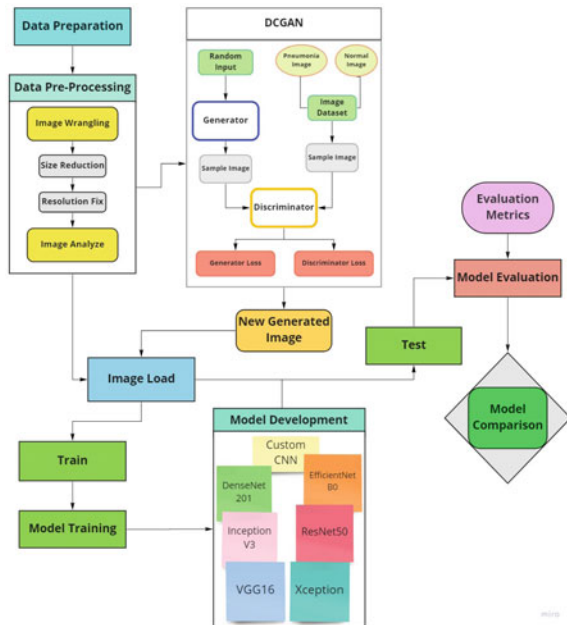 Data Preparation
Data Pre-Processing
Image Wrangling
Size Reduction
Resolution Fix
Image Analyze
DCGAN
Random
Input
Pneumonia
Image
Normal
Image
Image
Dataset
Generator
Sample Image
Sample Image
Discriminator
Generator Loss
Discriminator Loss
New Generated
Image
Evaluation
Metrics
Model Evaluation
Test
Model
Comparison
Image Load
Train
Model Training
Model Development
Custom
CNN
DenseNet
201
EfficientNet
B0
Inception
V3
ResNet50
VGG16
Xception
miro